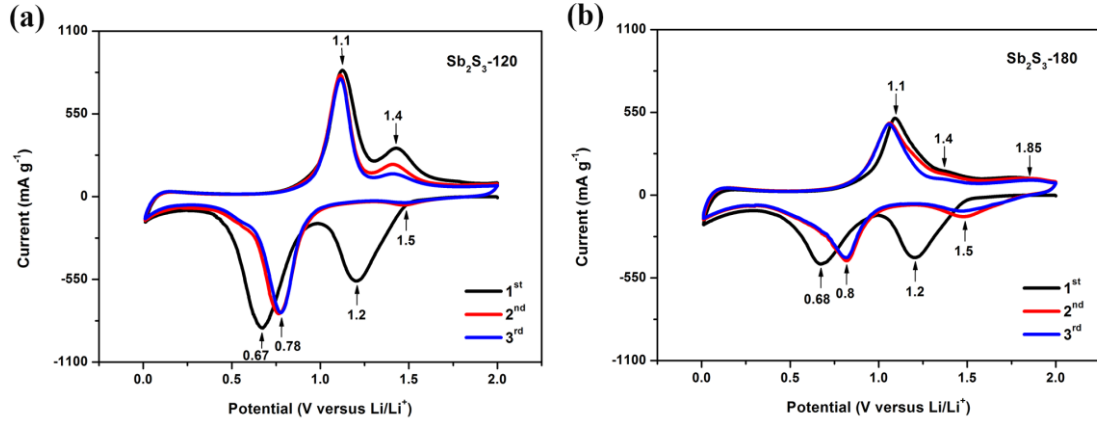 (a)
1100
550
0
-550
-1100
Current (mA g⁻¹)
1.1
1.4
Sb₂S₃-120
1.5
1.2
0.67
0.78
1ˢᵗ
2ⁿᵈ
3ʳᵈ
0.0
0.5
1.0
1.5
2.0
Potential (V versus Li/Li⁺)
(b)
1100
550
0
-550
-1100
Current (mA g⁻¹)
1.1
1.4
1.85
Sb₂S₃-180
1.5
1.2
0.68
0.8
1ˢᵗ
2ⁿᵈ
3ʳᵈ
0.0
0.5
1.0
1.5
2.0
Potential (V versus Li/Li⁺)